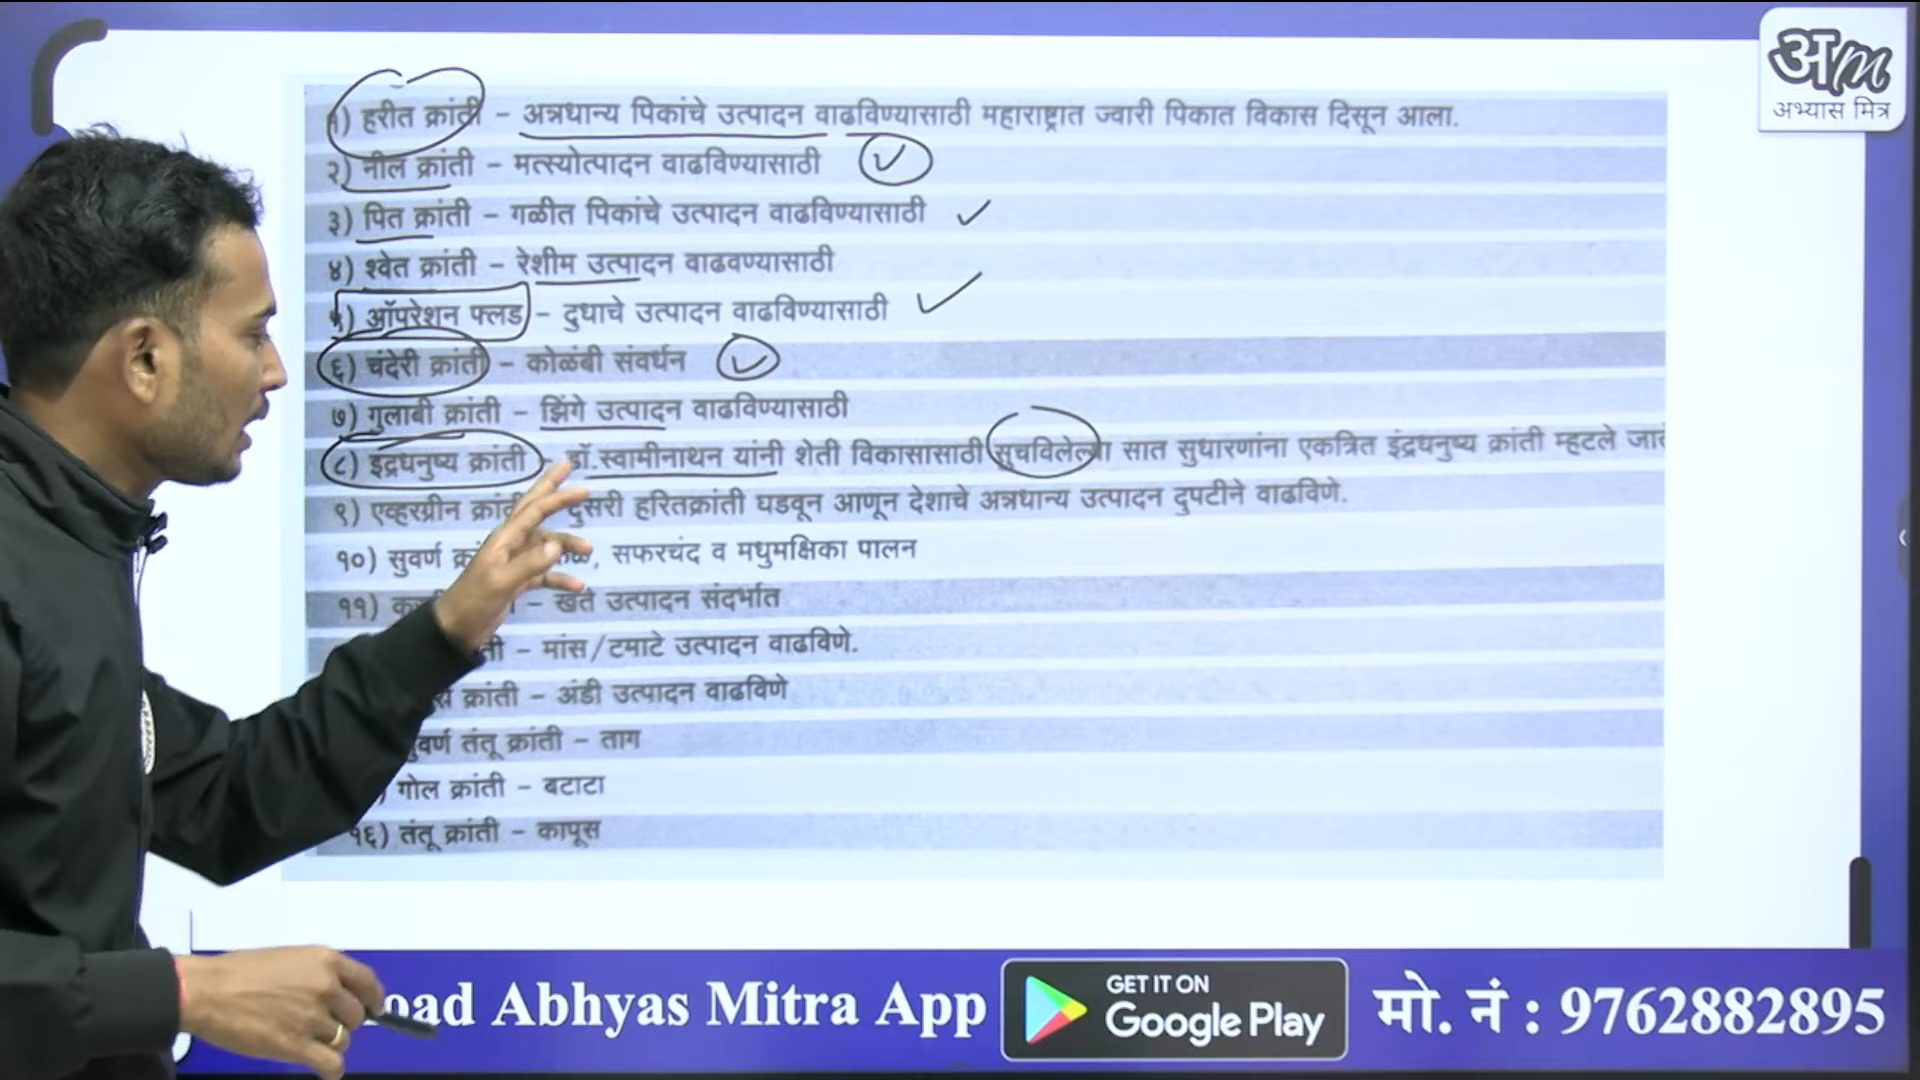 अm
अभ्यास मित्र
१) हरीत क्रांती – अन्नधान्य पिकांचे उत्पादन वाढविण्यासाठी महाराष्ट्रात ज्वारी पिकात विकास दिसून आला.
२) नील क्रांती – मत्स्योत्पादन वाढविण्यासाठी
३) पित क्रांती – गळीत पिकांचे उत्पादन वाढविण्यासाठी
४) श्वेत क्रांती – रेशीम उत्पादन वाढवण्यासाठी
५) ऑपरेशन फ्लड – दुधाचे उत्पादन वाढविण्यासाठी
६) चंदेरी क्रांती – कोळंबी संवर्धन
७) गुलाबी क्रांती – झिंगे उत्पादन वाढविण्यासाठी
८) इंद्रधनुष्य क्रांती – डॉ.स्वामीनाथन यांनी शेती विकासासाठी सुचविलेल्या सात सुधारणांना एकत्रित इंद्रधनुष्य क्रांती म्हटले
९) एव्हरग्रीन दुसरी हरितक्रांती घडवून आणून देशाचे अन्नधान्य उत्पादन दुपटीने वाढविणे.
१०) सुवर्ण सफरचंद व मधुमक्षिका पालन
११) – खते उत्पादन संदर्भात
– मांस/टमाटे उत्पादन वाढविणे.
क्रांती – अंडी उत्पादन वाढविणे
तंतू क्रांती – ताग
गोल क्रांती – बटाटा
१६) तंतू क्रांती – कापूस
Abhyas Mitra App
GET IT ON
Google Play
मो. नं : 9762882895